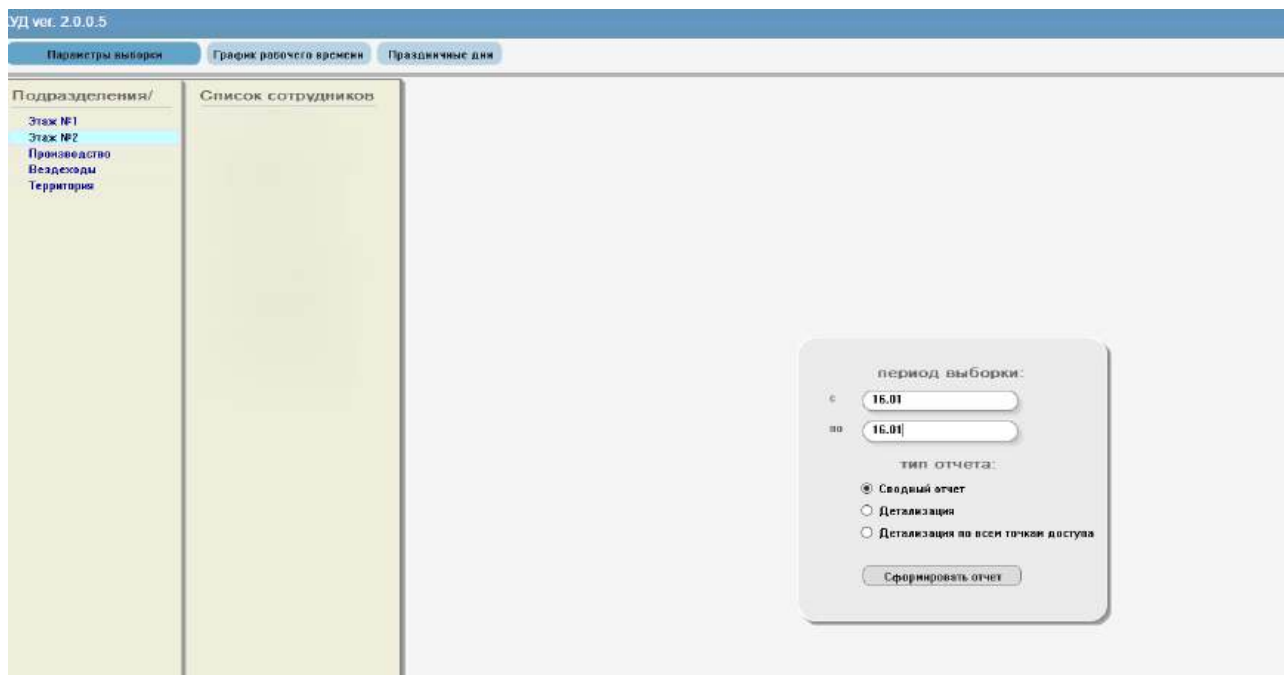 УД ver. 2.0.0.5
Параметры выборки
График рабочего времени
Праздничные дни
Подразделения/
Этаж №1
Этаж №2
Производство
Вездеходы
Территория
Список сотрудников
период выборки:
с 16.01
по 16.01
тип отчета:
Сводный отчет
Детализация
Детализация по всем точкам доступа
Сформировать отчет